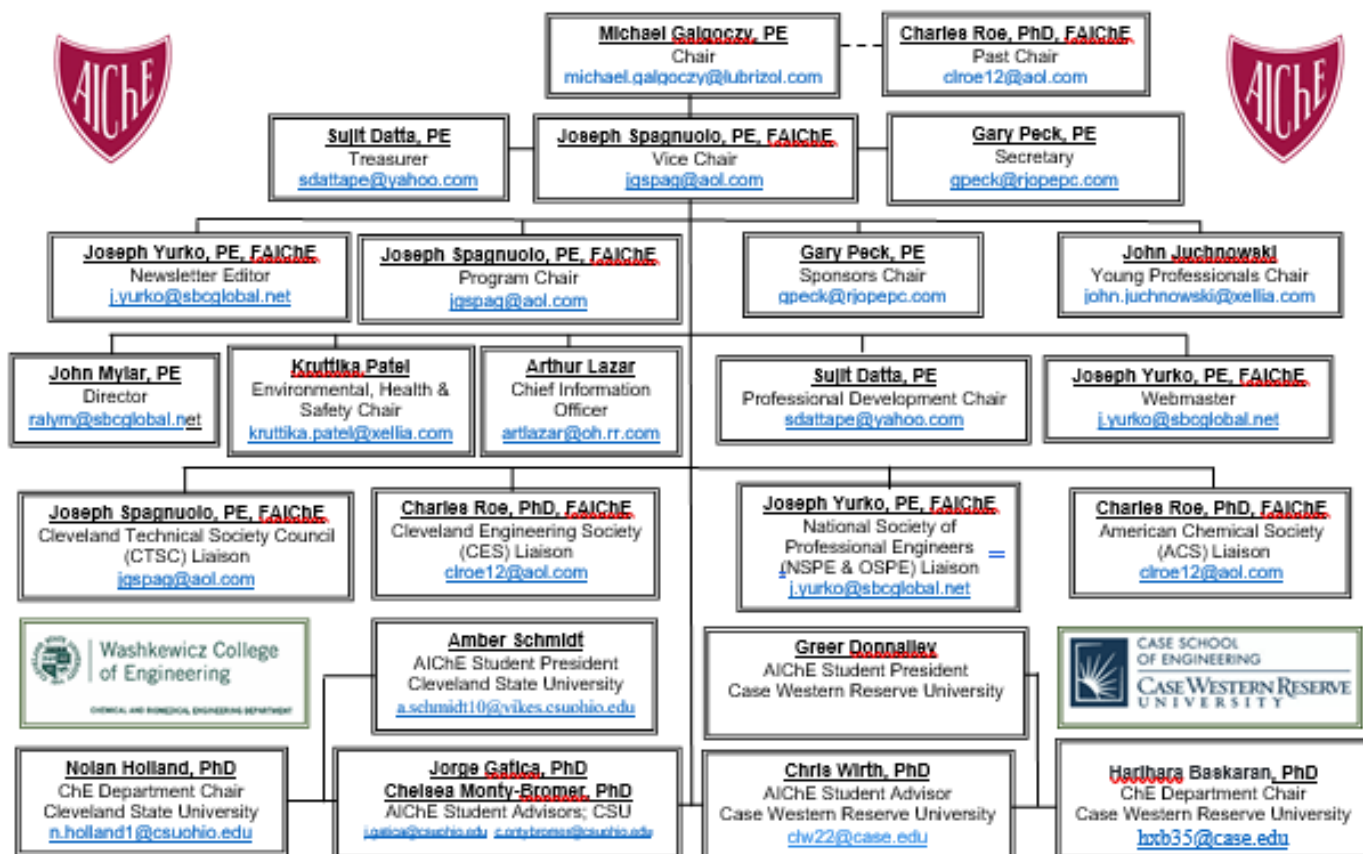 AIChE
Michael Galgoczy, PE
Chair
michael.galgoczy@lubrizol.com
Charles Roe, PhD, FAIChE
Past Chair
clroe12@aol.com
AIChE
Sujit Datta, PE
Treasurer
sdattape@yahoo.com
Joseph Spagnuolo, PE, FAIChE
Vice Chair
jgspag@aol.com
Gary Peck, PE
Secretary
gpeck@rjopepc.com
Joseph Yurko, PE, FAIChE
Newsletter Editor
j.yurko@sbcglobal.net
Joseph Spagnuolo, PE, FAIChE
Program Chair
jgspag@aol.com
Gary Peck, PE
Sponsors Chair
gpeck@rjopepc.com
John Juchnowski
Young Professionals Chair
john.juchnowski@xellia.com
John Mylar, PE
Director
ralym@sbcglobal.net
Kruttika Patel
Environmental, Health &
Safety Chair
kruttika.patel@xellia.com
Arthur Lazar
Chief Information
Officer
artlazar@oh.rr.com
Sujit Datta, PE
Professional Development Chair
sdattape@yahoo.com
Joseph Yurko, PE, FAIChE
Webmaster
j.yurko@sbcglobal.net
Joseph Spagnuolo, PE, FAIChE
Cleveland Technical Society Council
(CTSC) Liaison
jgspag@aol.com
Charles Roe, PhD, FAIChE
Cleveland Engineering Society
(CES) Liaison
clroe12@aol.com
Joseph Yurko, PE, FAIChE
National Society of
Professional Engineers
(NSPE & OSPE) Liaison
j.yurko@sbcglobal.net
Charles Roe, PhD, FAIChE
American Chemical Society
(ACS) Liaison
clroe12@aol.com
Washkewicz College
of Engineering
CHEMICAL AND BIOMEDICAL ENGINEERING DEPARTMENT
Amber Schmidt
AIChE Student President
Cleveland State University
a.schmidt10@vikes.csuohio.edu
Greer Donnalley
AIChE Student President
Case Western Reserve University
CASE SCHOOL
OF ENGINEERING
CASE WESTERN RESERVE
UNIVERSITY
Nolan Holland, PhD
ChE Department Chair
Cleveland State University
n.holland1@csuohio.edu
Jorge Gatica, PhD
Chelsea Monty-Bromer, PhD
AIChE Student Advisors; CSU
j.gatica@csuohio.edu
Chris Wirth, PhD
AIChE Student Advisor
Case Western Reserve University
clw22@case.edu
Harihara Baskaran, PhD
ChE Department Chair
Case Western Reserve University
hxb35@case.edu